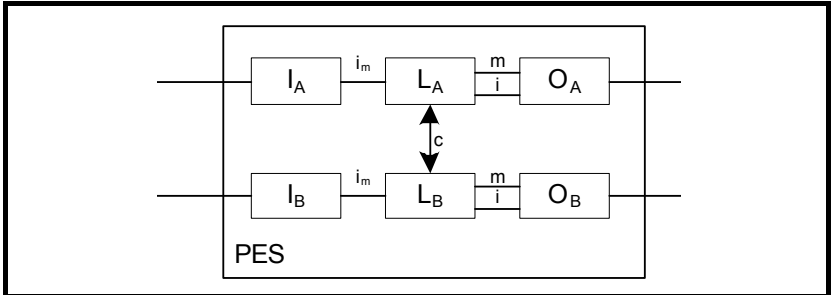 I_A i_m L_A m i O_A
c
I_B i_m L_B m i O_B
PES